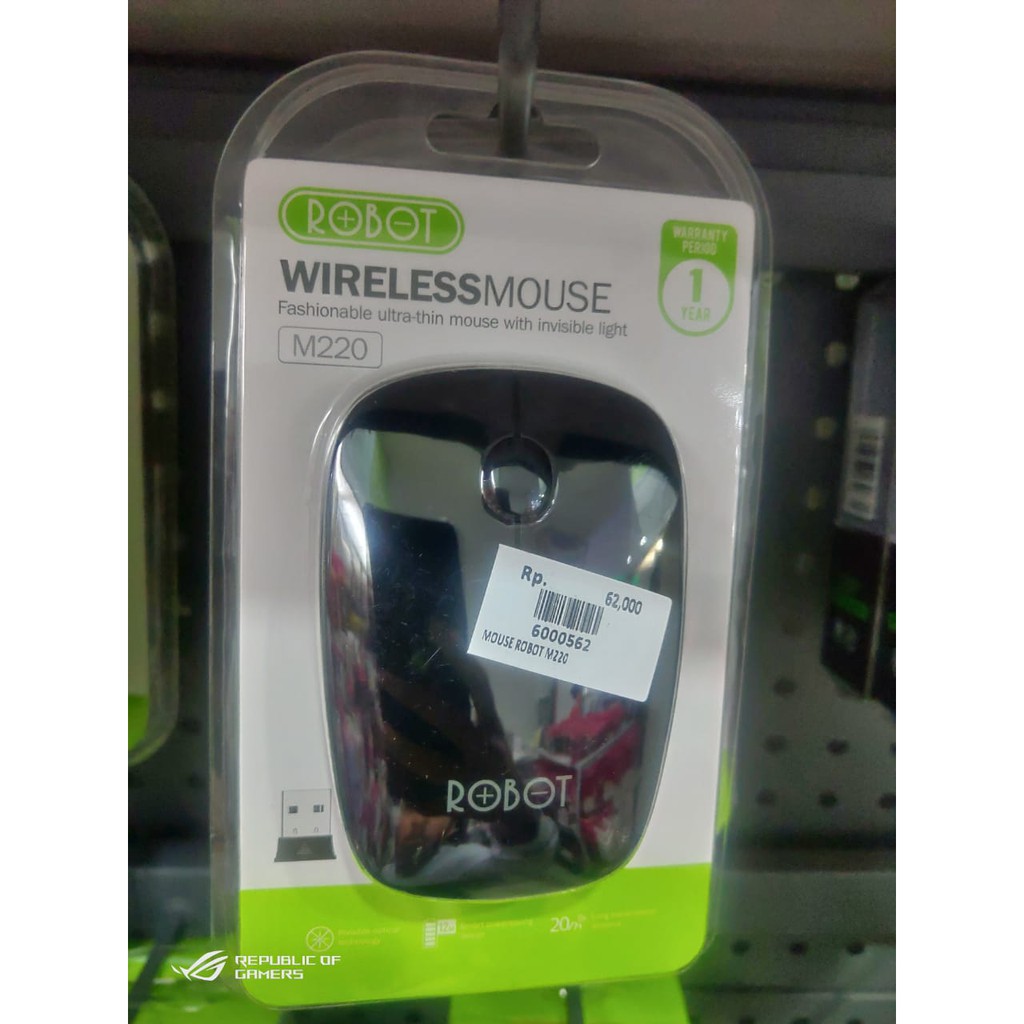 ROBOT
WARRANTY
PERIOD
1
YEAR
WIRELESSMOUSE
Fashionable ultra-thin mouse with invisible light
M220
Rp.
62,000
6000562
MOUSE ROBOT M220
ROBOT
20m
REPUBLIC OF
GAMERS